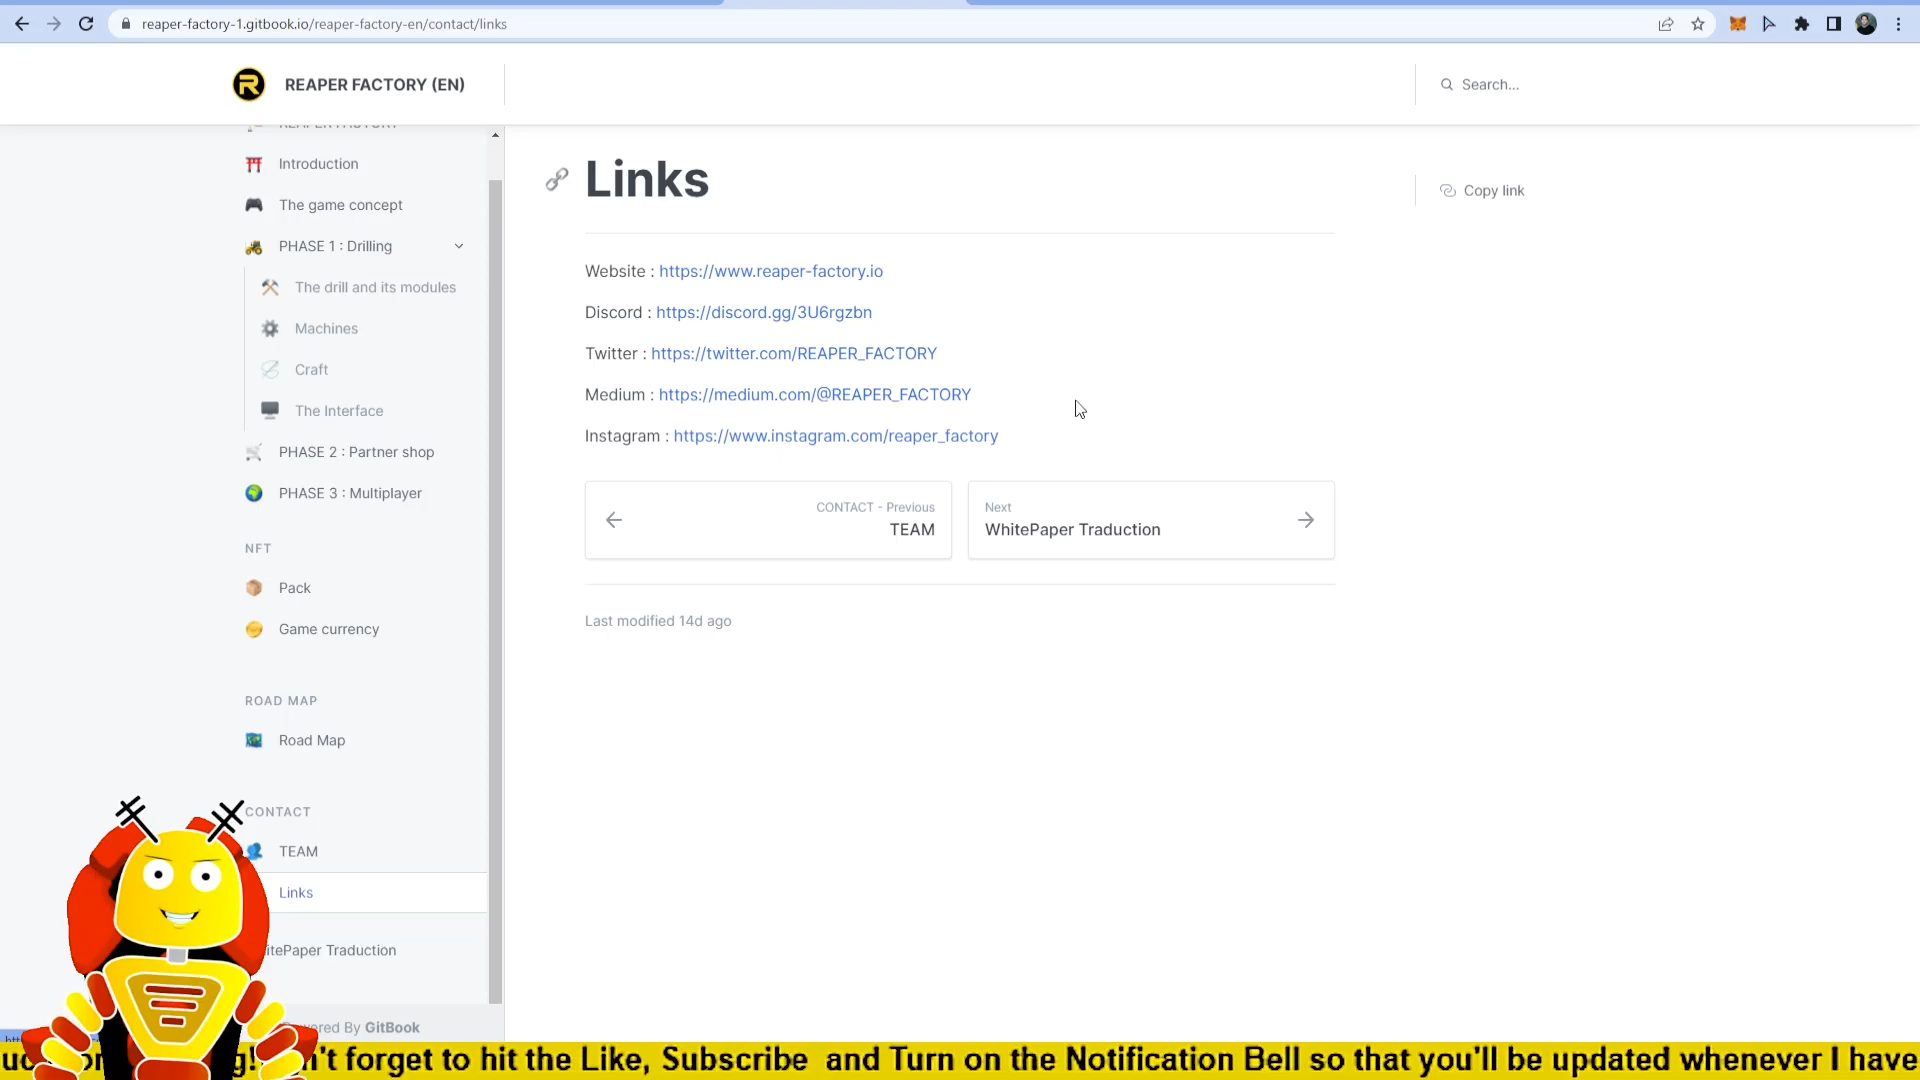 reaper-factory-1.gitbook.io/reaper-factory-en/contact/links
R
REAPER FACTORY (EN)
Search...
REAPER FACTORY
Introduction
The game concept
PHASE 1 : Drilling
The drill and its modules
Machines
Craft
The Interface
PHASE 2 : Partner shop
PHASE 3 : Multiplayer
NFT
Pack
Game currency
ROAD MAP
Road Map
CONTACT
TEAM
Links
itePaper Traduction
ered By GitBook
Links
Copy link
Website : https://www.reaper-factory.io
Discord : https://discord.gg/3U6rgzbn
Twitter : https://twitter.com/REAPER_FACTORY
Medium : https://medium.com/@REAPER_FACTORY
Instagram : https://www.instagram.com/reaper_factory
CONTACT - Previous
TEAM
Next
WhitePaper Traduction
Last modified 14d ago
g! n't forget to hit the Like, Subscribe and Turn on the Notification Bell so that you'll be updated whenever I have